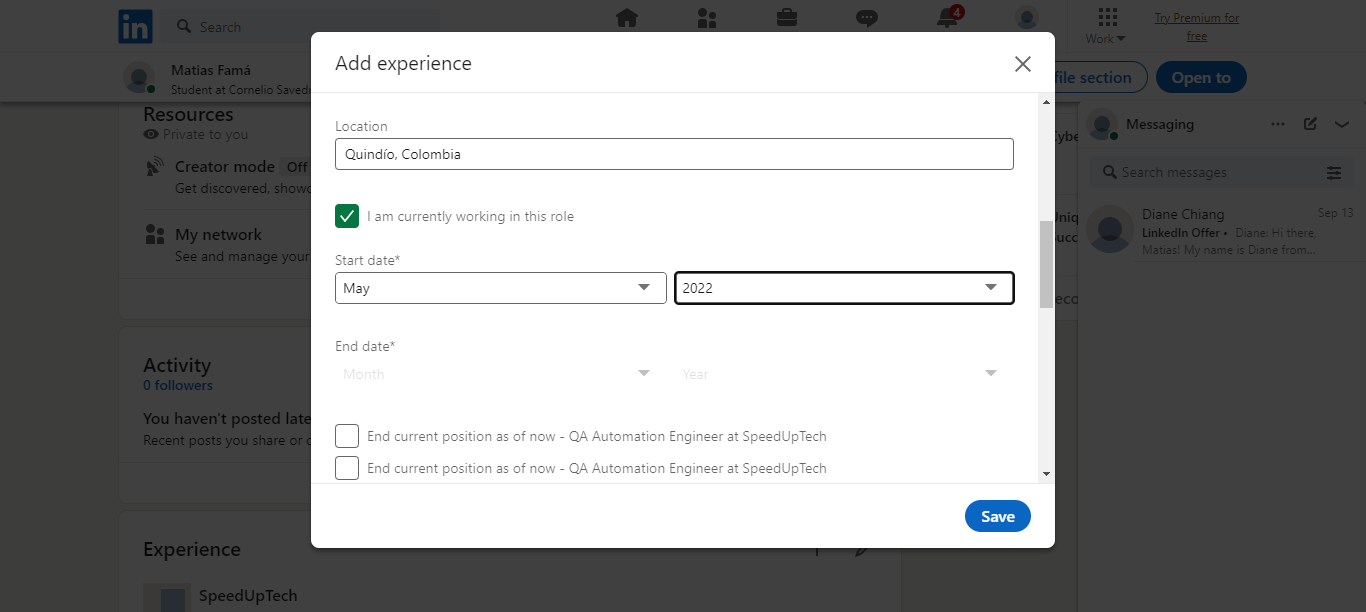 in
Search
4
Work
Try Premium for
free
Matias Famá
Student at Cornelio
file section
Open to
Resources
Private to you
Creator mode Off
Get discovered,
My network
See and manage your
Activity
0 followers
You haven't posted
Recent posts you share or
Experience
SpeedUpTech
Add experience
Location
Quindío, Colombia
I am currently working in this role
Start date*
May
2022
End date*
Month
Year
End current position as of now - QA Automation Engineer at SpeedUpTech
End current position as of now - QA Automation Engineer at SpeedUpTech
Save
Messaging
Search messages
Diane Chiang
Sep 13
LinkedIn Offer • Diane: Hi there,
Matias! My name is Diane from...